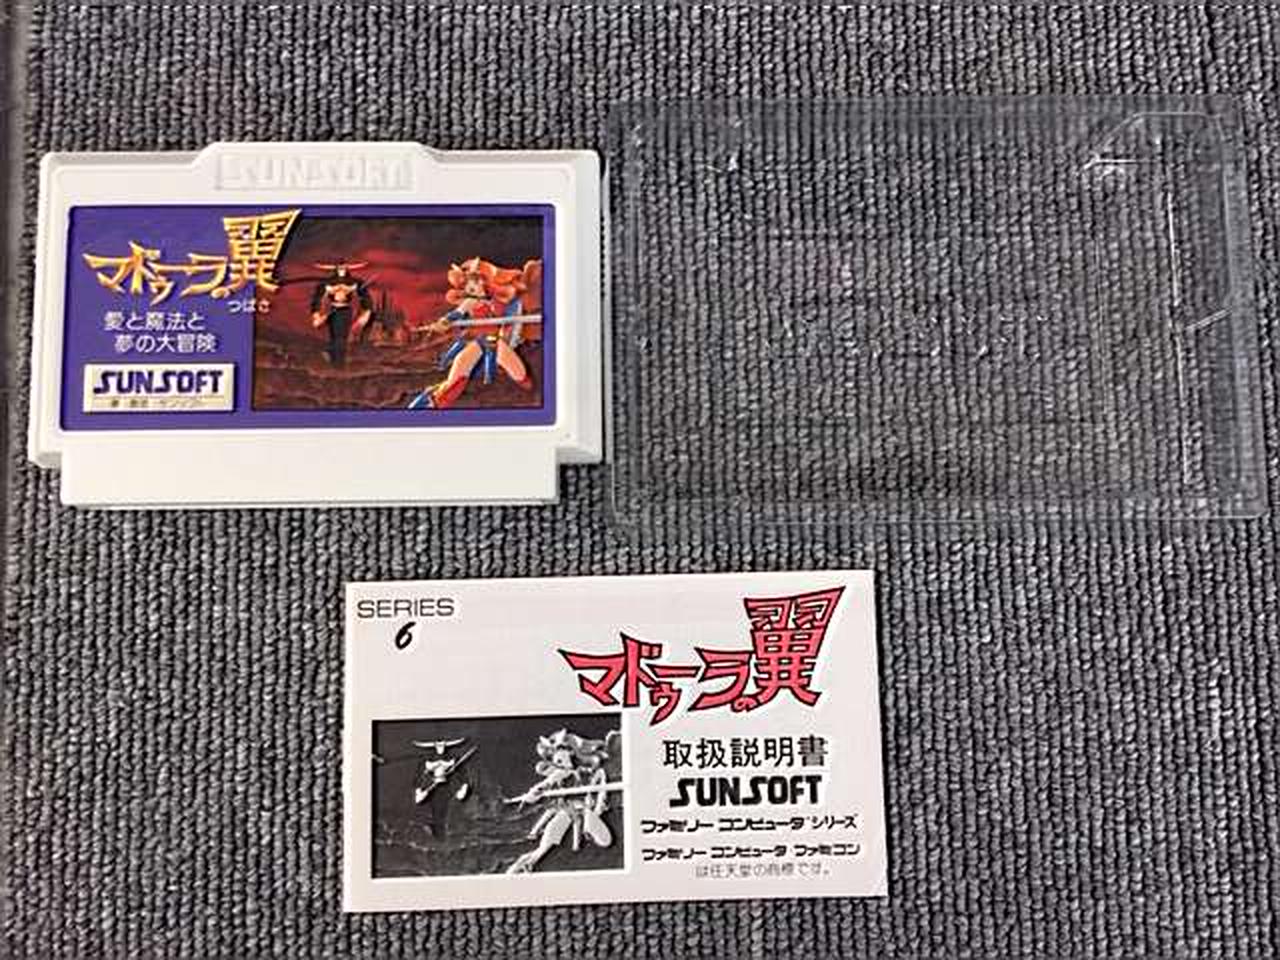 SUNSOFT
マドゥーラの翼
つばさ
愛と魔法と
夢の大冒険
SUNSOFT
SERIES
6
マドゥーラの翼
取扱説明書
SUNSOFT
ファミリーコンピュータ シリーズ
ファミリーコンピュータ ファミコン
は任天堂の商標です。